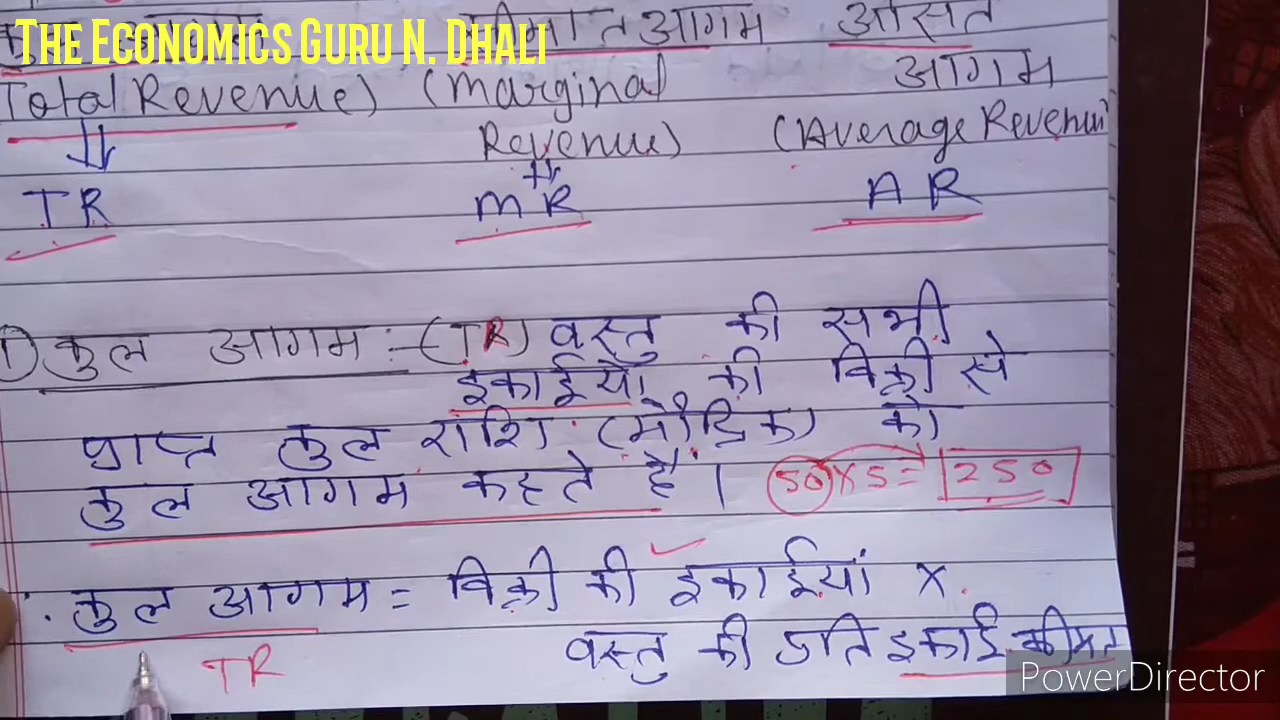 The Economics Guru N. Dhali
सीमान्त आगम औसत
Total Revenue) (Marginal आगम
Revenue) (Average Revenue
TR MR AR
① कुल आगम :- (TR) वस्तु की सभी
इकाईयों की बिक्री से
प्राप्त कुल राशि (मौद्रिक) को
कुल आगम कहते है । 50×5= 250
कुल आगम = बिक्री की इकाईयां ×
TR वस्तु की प्रति इकाई कीमत
PowerDirector